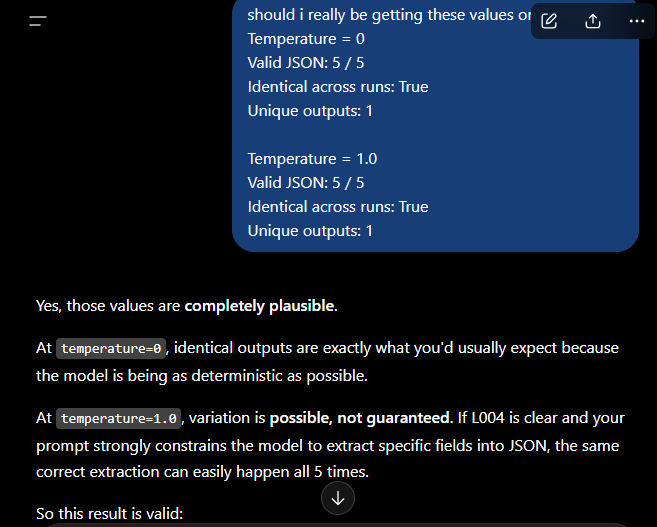 should i really be getting these values or
Temperature = 0
Valid JSON: 5 / 5
Identical across runs: True
Unique outputs: 1
Temperature = 1.0
Valid JSON: 5 / 5
Identical across runs: True
Unique outputs: 1
Yes, those values are completely plausible.
At temperature=0, identical outputs are exactly what you'd usually expect because
the model is being as deterministic as possible.
At temperature=1.0, variation is possible, not guaranteed. If L004 is clear and your
prompt strongly constrains the model to extract specific fields into JSON, the same
correct extraction can easily happen all 5 times.
So this result is valid: